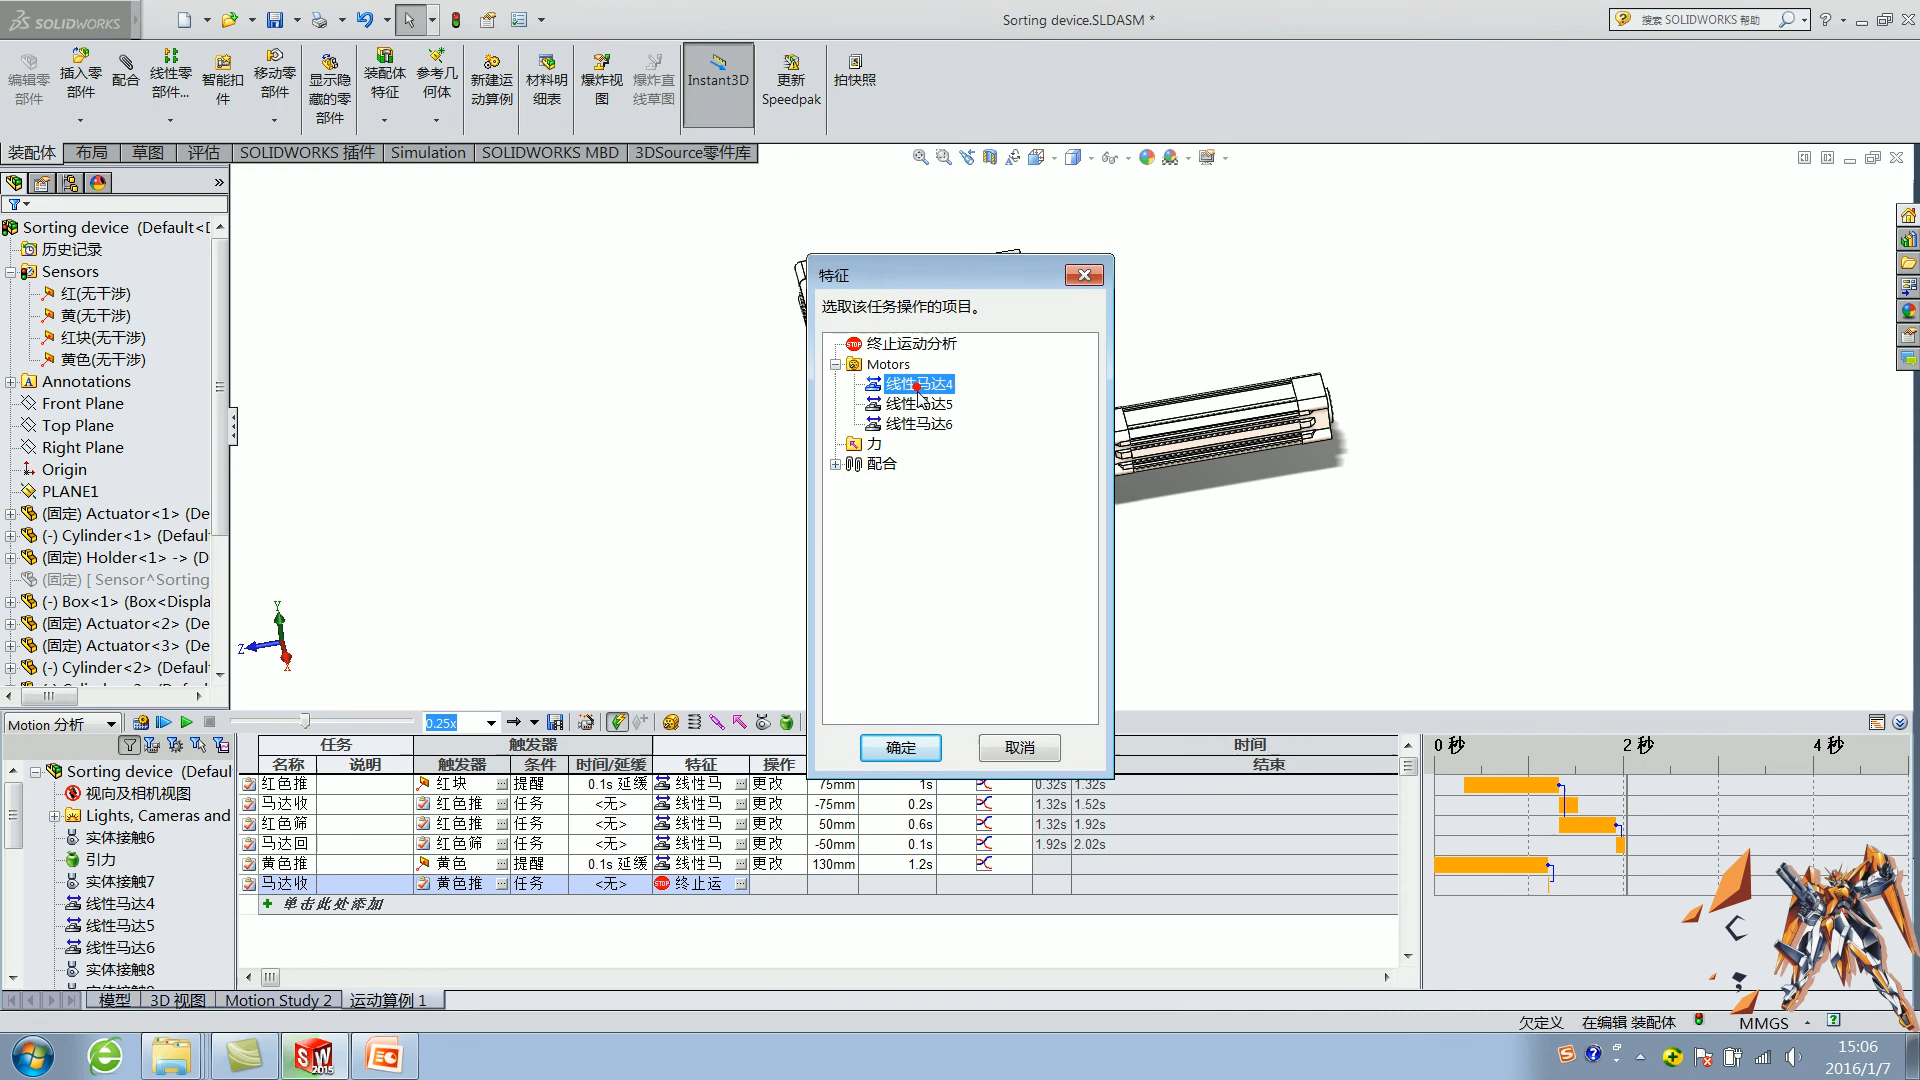 SOLIDWORKS
Sorting device.SLDASM *
搜索 SOLIDWORKS 帮助
编辑零部件
插入零部件
配合
线性零部件...
智能扣件
移动零部件
显示隐藏的零部件
装配体特征
参考几何体
新建运动算例
材料明细表
爆炸视图
爆炸直线草图
Instant3D
更新 Speedpak
拍快照
装配体 布局 草图 评估 SOLIDWORKS 插件 Simulation SOLIDWORKS MBD 3DSource零件库
Sorting device (Default<D
历史记录
Sensors
红(无干涉)
黄(无干涉)
红块(无干涉)
黄色(无干涉)
Annotations
Front Plane
Top Plane
Right Plane
Origin
PLANE1
(固定) Actuator<1> (De
(-) Cylinder<1> (Defaul
(固定) Holder<1> -> (D
(固定) [ Sensor^Sorting
(-) Box<1> (Box<Displa
(固定) Actuator<2> (De
(固定) Actuator<3> (De
(-) Cylinder<2> (Defaul
Y
Z
X
特征
选取该任务操作的项目。
STOP 终止运动分析
Motors
线性马达4
线性马达5
线性马达6
力
配合
确定 取消
Motion 分析 0.25x
Sorting device (Defaul
视向及相机视图
Lights, Cameras and
实体接触6
引力
实体接触7
线性马达4
线性马达5
线性马达6
实体接触8
任务 触发器 时间
名称 说明 触发器 条件 时间/延缓 特征 操作 结束
红色推 红块 提醒 0.1s 延缓 线性马 更改 75mm 1s 0.32s 1.32s
马达收 红色推 任务 <无> 线性马 更改 -75mm 0.2s 1.32s 1.52s
红色筛 红色推 任务 <无> 线性马 更改 50mm 0.6s 1.32s 1.92s
马达回 红色筛 任务 <无> 线性马 更改 -50mm 0.1s 1.92s 2.02s
黄色推 黄色 提醒 0.1s 延缓 线性马 更改 130mm 1.2s
马达收 黄色推 任务 <无> STOP 终止运
单击此处添加
0 秒 2 秒 4 秒
模型 3D 视图 Motion Study 2 运动算例 1
欠定义 在编辑 装配体 MMGS
SW 2015
15:06
2016/1/7